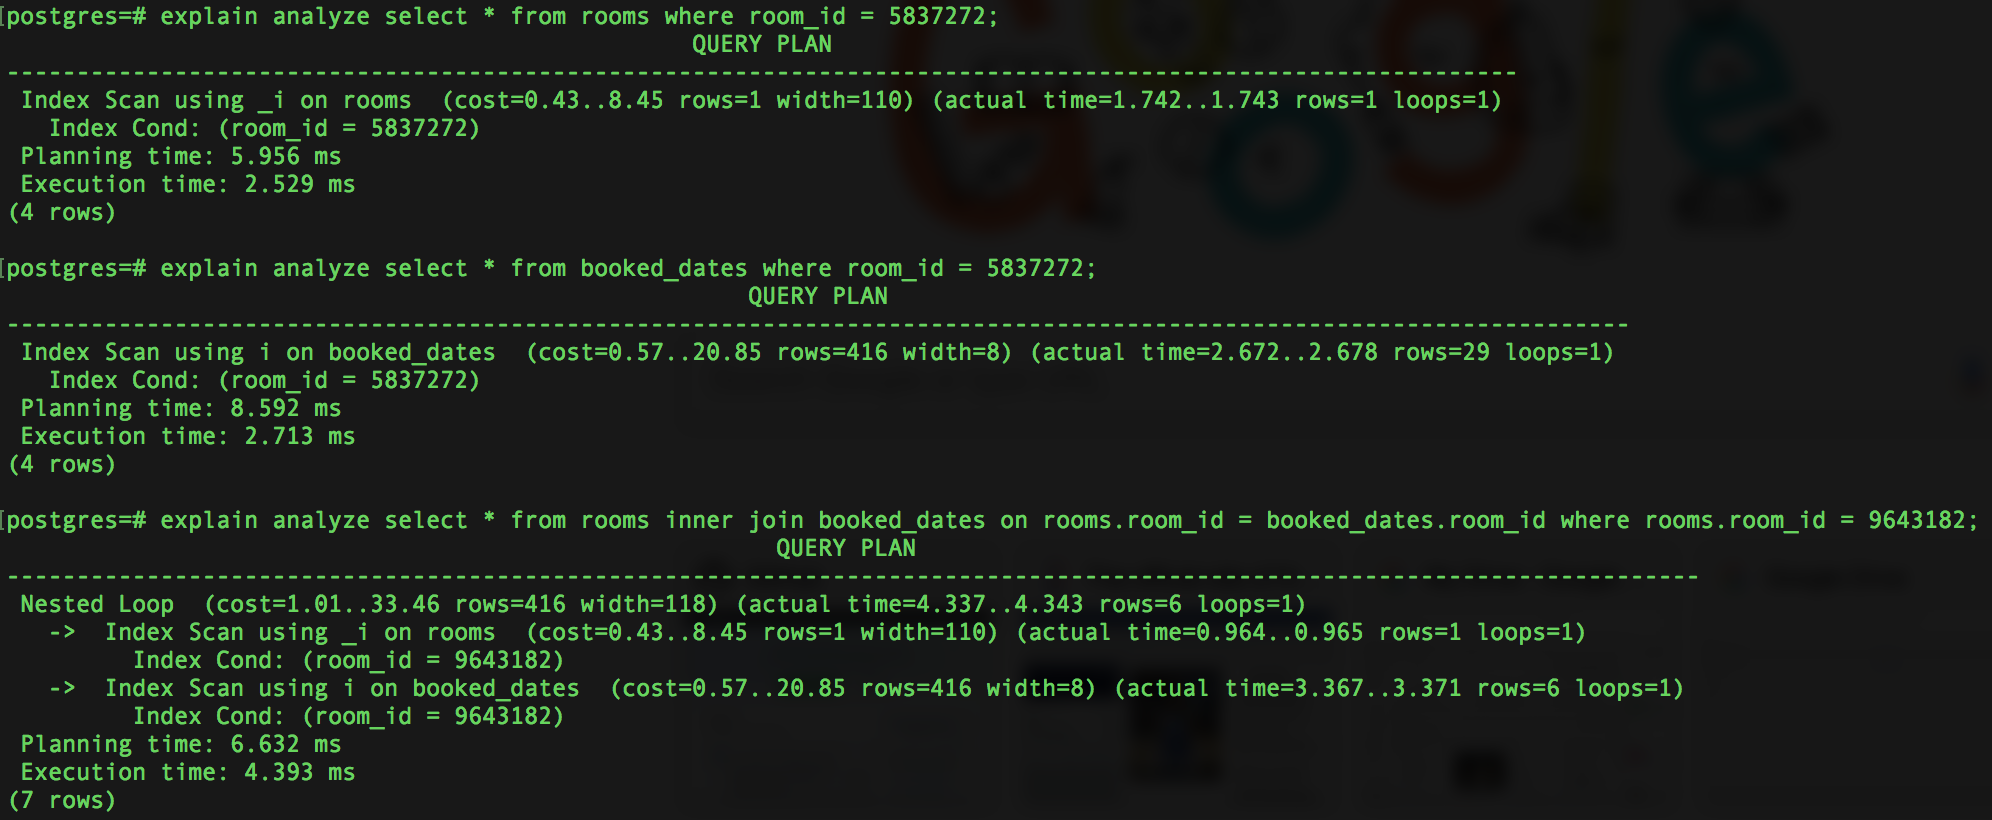 postgres=# explain analyze select * from rooms where room_id = 5837272;
QUERY PLAN
-------------------------------------------------------------------------------------------------------------
Index Scan using _i on rooms  (cost=0.43..8.45 rows=1 width=110) (actual time=1.742..1.743 rows=1 loops=1)
Index Cond: (room_id = 5837272)
Planning time: 5.956 ms
Execution time: 2.529 ms
(4 rows)
postgres=# explain analyze select * from booked_dates where room_id = 5837272;
QUERY PLAN
---------------------------------------------------------------------------------------------------------------------
Index Scan using i on booked_dates  (cost=0.57..20.85 rows=416 width=8) (actual time=2.672..2.678 rows=29 loops=1)
Index Cond: (room_id = 5837272)
Planning time: 8.592 ms
Execution time: 2.713 ms
(4 rows)
postgres=# explain analyze select * from rooms inner join booked_dates on rooms.room_id = booked_dates.room_id where rooms.room_id = 9643182;
QUERY PLAN
--------------------------------------------------------------------------------------------------------------------------
Nested Loop  (cost=1.01..33.46 rows=416 width=118) (actual time=4.337..4.343 rows=6 loops=1)
->  Index Scan using _i on rooms  (cost=0.43..8.45 rows=1 width=110) (actual time=0.964..0.965 rows=1 loops=1)
Index Cond: (room_id = 9643182)
->  Index Scan using i on booked_dates  (cost=0.57..20.85 rows=416 width=8) (actual time=3.367..3.371 rows=6 loops=1)
Index Cond: (room_id = 9643182)
Planning time: 6.632 ms
Execution time: 4.393 ms
(7 rows)